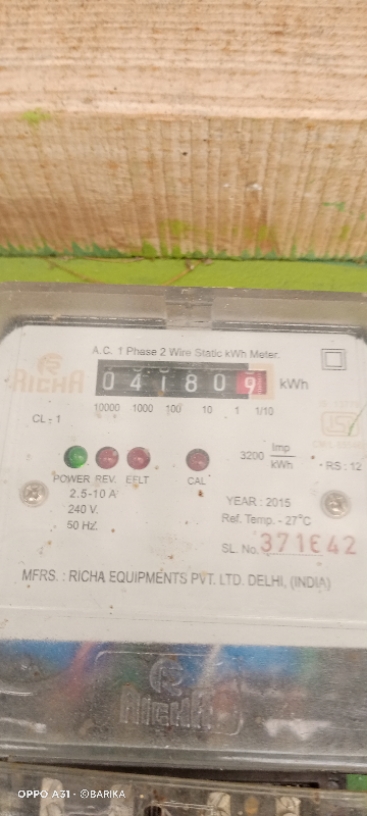 A.C. 1 Phase 2 Wire Static kWh Meter.
RICHA
041809 kWh
10000 1000 100 10 1 1/10
CL - 1
3200 Imp/kWh
RS : 12
POWER REV. E/LT CAL
2.5-10 A
240 V.
50 Hz.
YEAR : 2015
Ref. Temp. - 27°C
SL. No. 371642
MFRS. : RICHA EQUIPMENTS PVT. LTD. DELHI, (INDIA)
RICHA
OPPO A31 · ©BARIKA